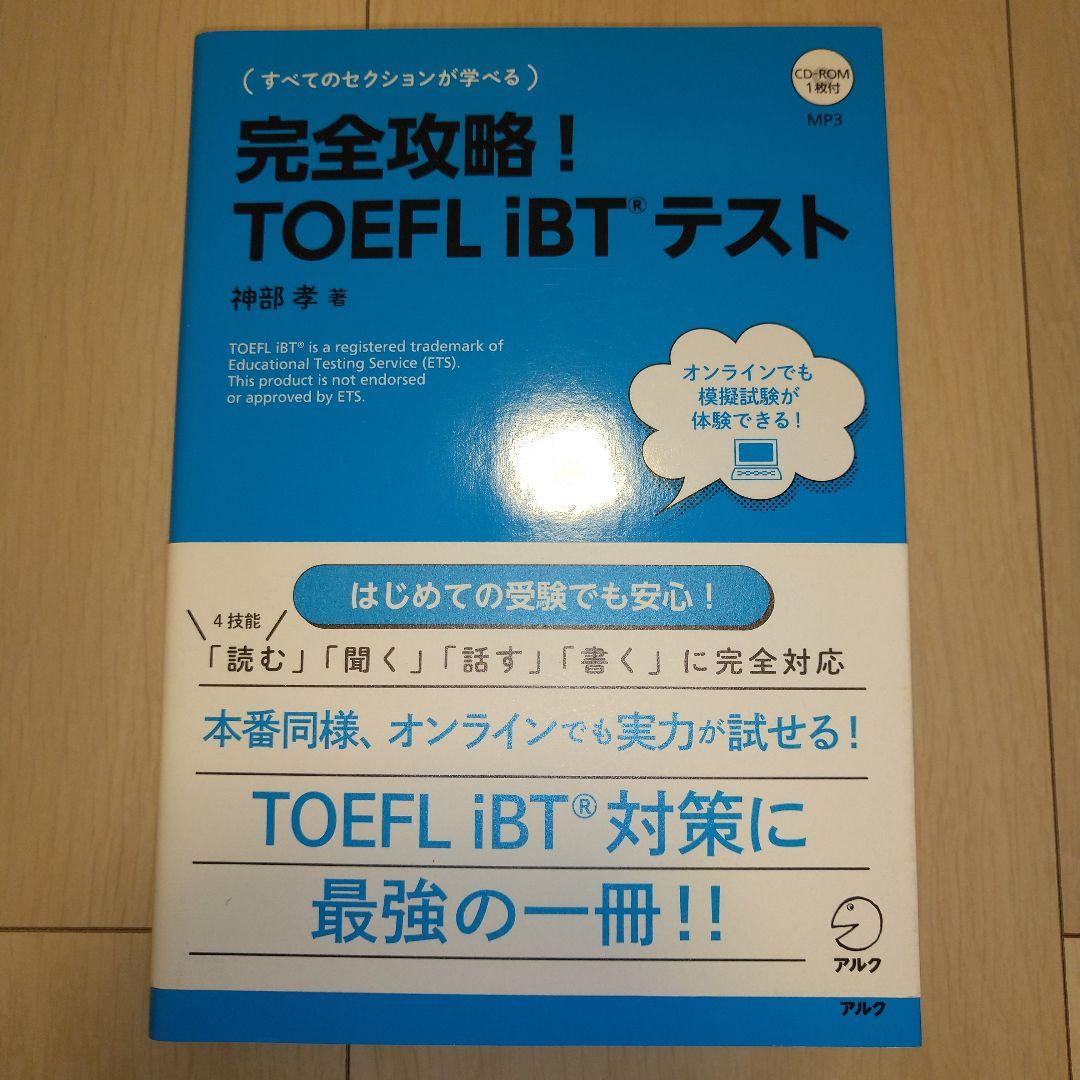 (すべてのセクションが学べる)
CD-ROM
1枚付
MP3
完全攻略!
TOEFL iBT®テスト
神部 孝 著
TOEFL iBT® is a registered trademark of
Educational Testing Service (ETS).
This product is not endorsed
or approved by ETS.
オンラインでも
模擬試験が
体験できる!
はじめての受験でも安心!
4技能
「読む」「聞く」「話す」「書く」に完全対応
本番同様、オンラインでも実力が試せる!
TOEFL iBT®対策に
最強の一冊!!
アルク
アルク